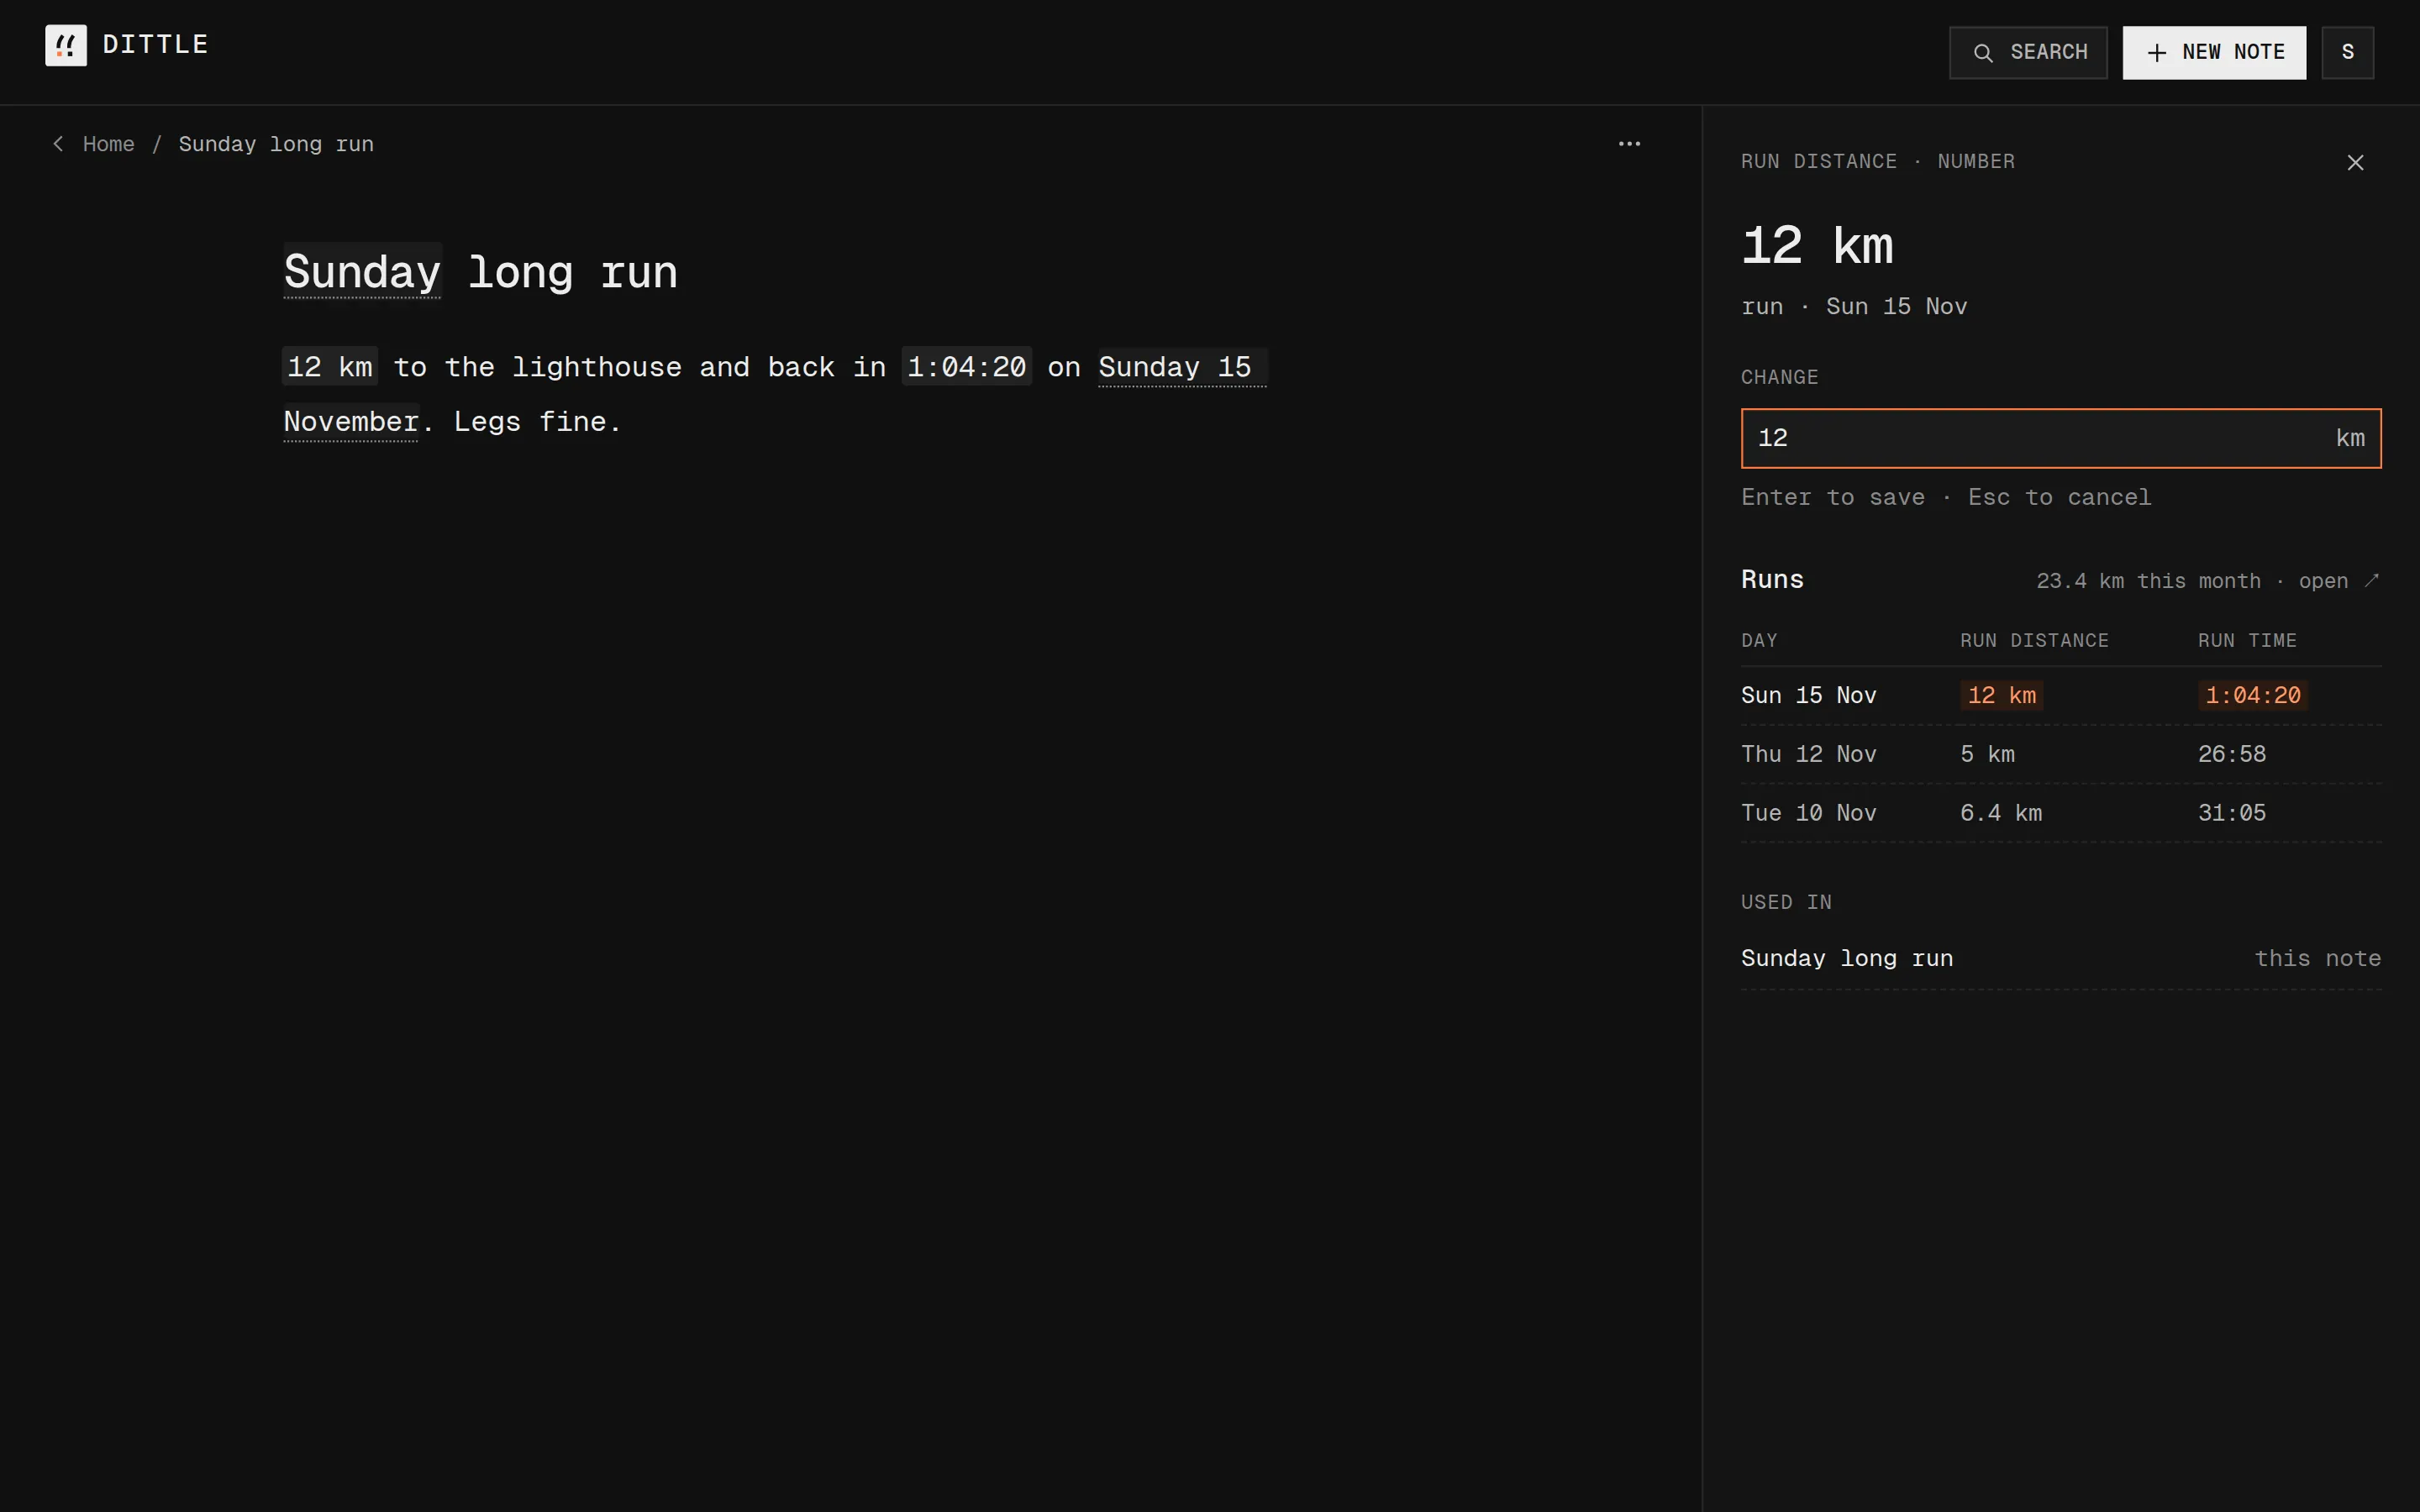 DITTLE
SEARCH
NEW NOTE
S
Home / Sunday long run
Sunday long run
12 km to the lighthouse and back in 1:04:20 on Sunday 15
November. Legs fine.
RUN DISTANCE · NUMBER
12 km
run · Sun 15 Nov
CHANGE
12 km
Enter to save · Esc to cancel
Runs 23.4 km this month · open ↗
DAY RUN DISTANCE RUN TIME
Sun 15 Nov 12 km 1:04:20
Thu 12 Nov 5 km 26:58
Tue 10 Nov 6.4 km 31:05
USED IN
Sunday long run this note